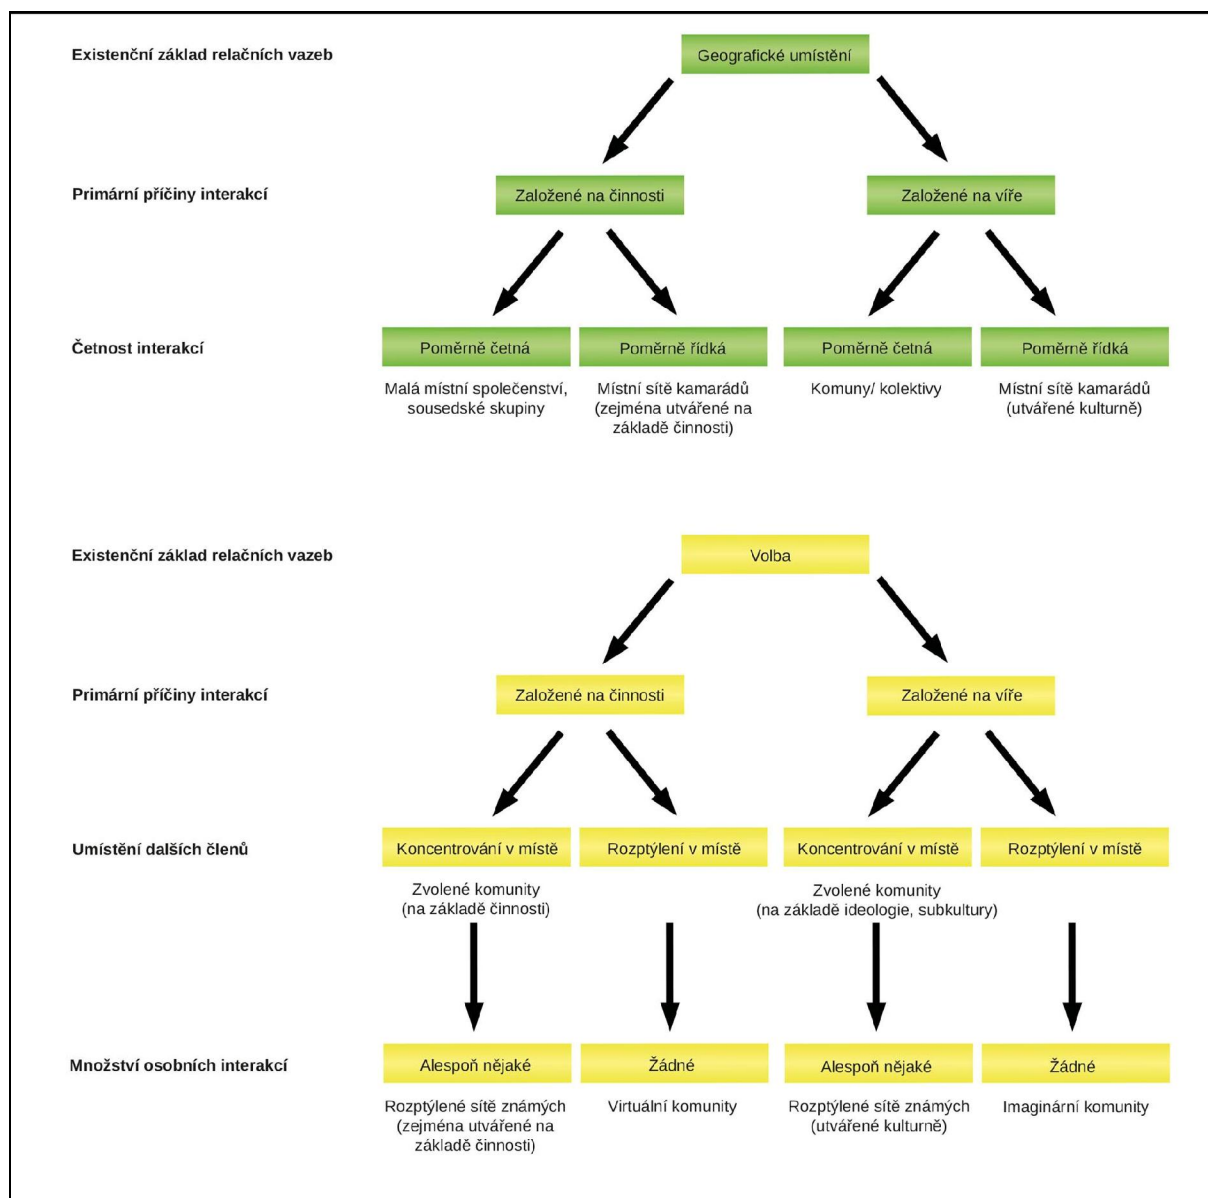 Existenční základ relačních vazeb
Geografické umístění
Primární příčiny interakcí
Založené na činnosti
Založené na víře
Četnost interakcí
Poměrně četná
Poměrně řídká
Poměrně četná
Poměrně řídká
Malá místní společenství,
sousedské skupiny
Místní sítě kamarádů
(zejména utvářené na
základě činnosti)
Komuny/ kolektivy
Místní sítě kamarádů
(utvářené kulturně)
Existenční základ relačních vazeb
Volba
Primární příčiny interakcí
Založené na činnosti
Založené na víře
Umístění dalších členů
Koncentrování v místě
Rozptýlení v místě
Koncentrování v místě
Rozptýlení v místě
Zvolené komunity
(na základě činnosti)
Zvolené komunity
(na základě ideologie, subkultury)
Množství osobních interakcí
Alespoň nějaké
Žádné
Alespoň nějaké
Žádné
Rozptýlené sítě známých
(zejména utvářené na
základě činnosti)
Virtuální komunity
Rozptýlené sítě známých
(utvářené kulturně)
Imaginární komunity